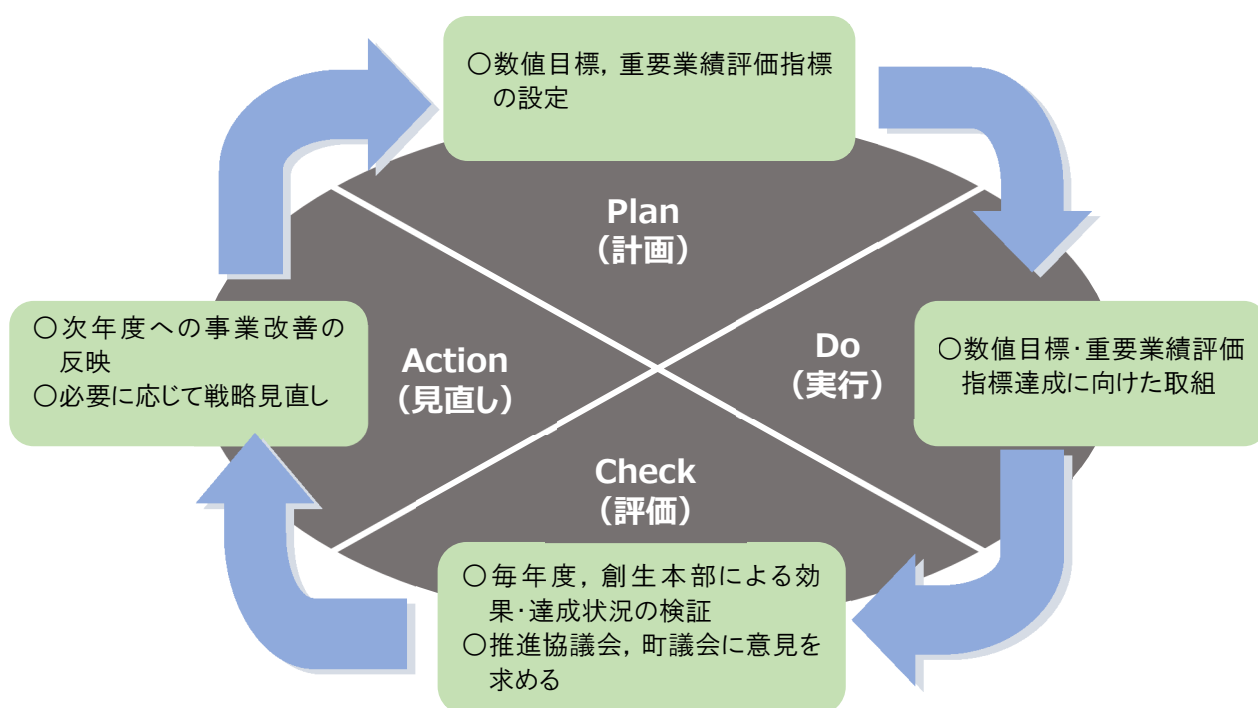 ○数値目標，重要業績評価指標
の設定
Plan
（計画）
Do
（実行）
○数値目標･重要業績評価
指標達成に向けた取組
Check
（評価）
○毎年度，創生本部による効
果･達成状況の検証
○推進協議会，町議会に意見を
求める
Action
（見直し）
○次年度への事業改善の
反映
○必要に応じて戦略見直し